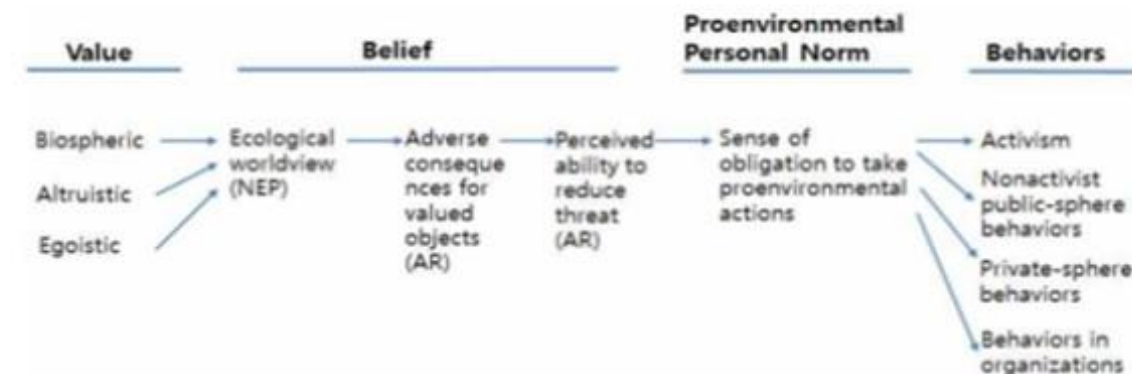 Value
Belief
Proenvironmental
Personal Norm
Behaviors
Biospheric
Altruistic
Egoistic
Ecological
worldview
(NEP)
Adverse
conseque
nces for
valued
objects
(AR)
Perceived
ability to
reduce
threat
(AR)
Sense of
obligation to take
proenvironmental
actions
Activism
Nonactivist
public-sphere
behaviors
Private-sphere
behaviors
Behaviors in
organizations